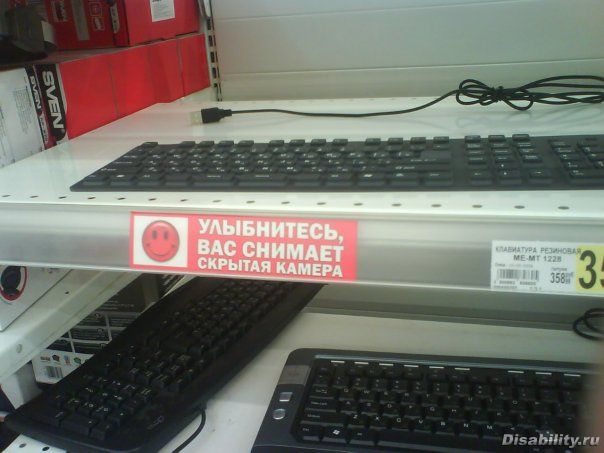 SVEN
УЛЫБНИТЕСЬ,
ВАС СНИМАЕТ
СКРЫТАЯ КАМЕРА
КЛАВИАТУРА РЕЗИНОВАЯ
ME-MT 1228
358
35
Disability.ru